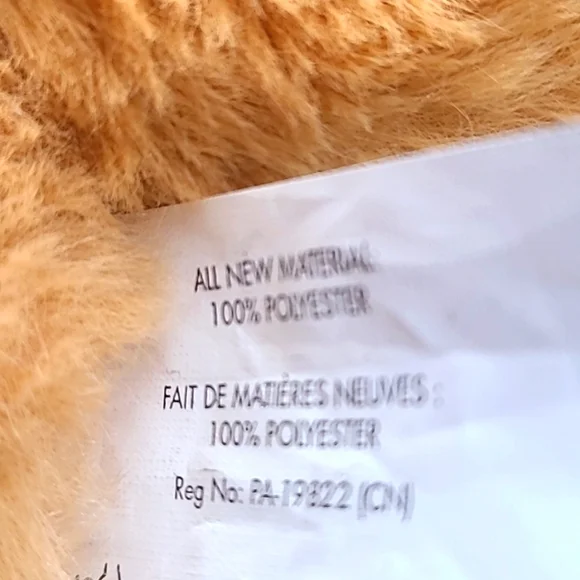 ALL NEW MATERIAL
100% POLYESTER
FAIT DE MATIÈRES NEUVES :
100% POLYESTER
Reg No: PA-19822 (CN)